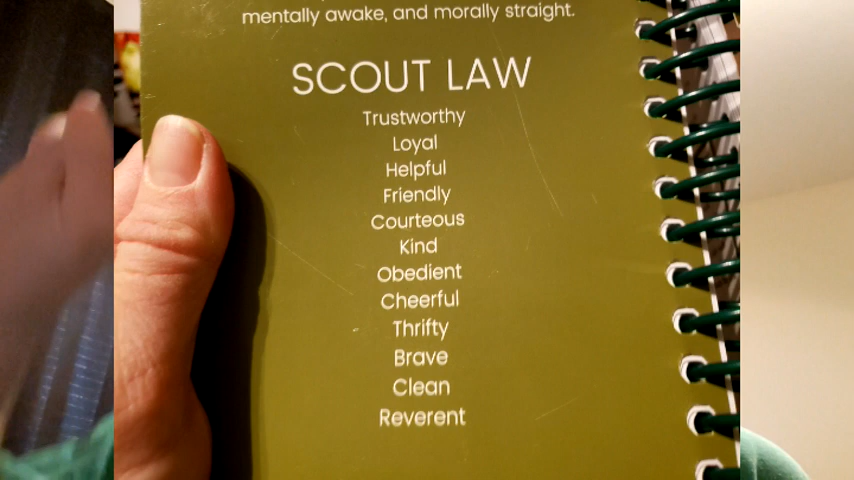 mentally awake, and morally straight.
SCOUT LAW
Trustworthy
Loyal
Helpful
Friendly
Courteous
Kind
Obedient
Cheerful
Thrifty
Brave
Clean
Reverent